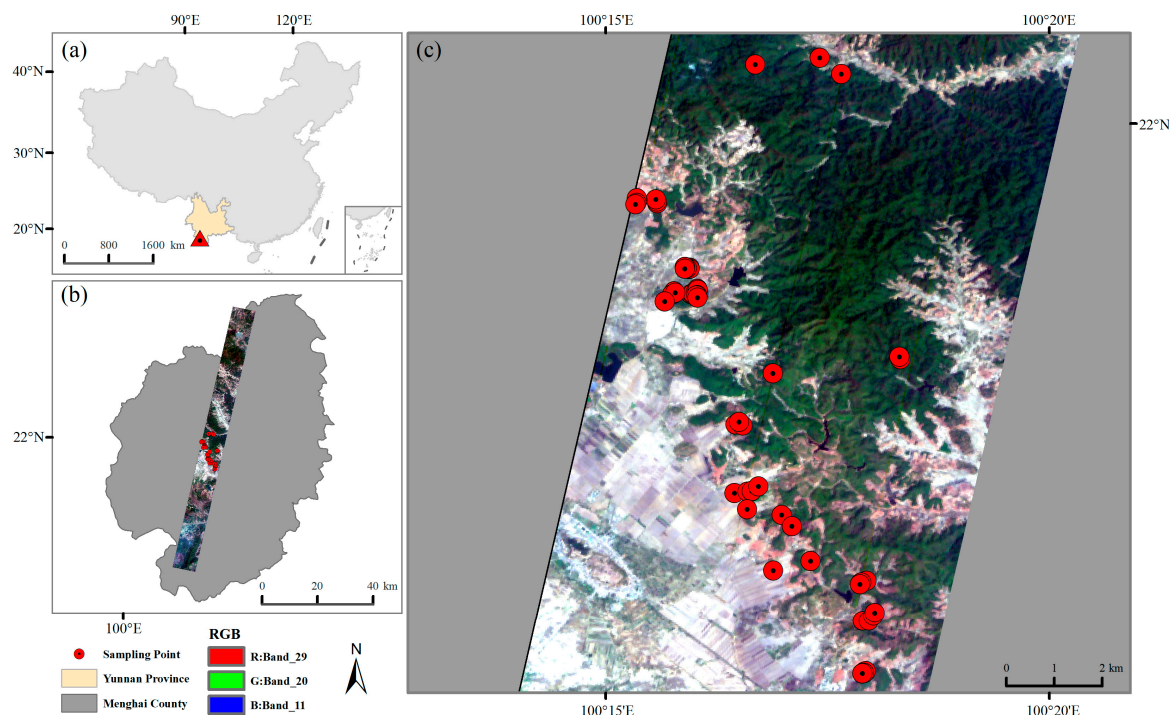 90°E 120°E
(a)
40°N
30°N
20°N
0 800 1600 km
(b)
22°N
0 20 40 km
100°E
Sampling Point
Yunnan Province
Menghai County
RGB
R:Band_29
G:Band_20
B:Band_11
N
100°15'E 100°20'E
(c)
22°N
0 1 2 km
100°15'E 100°20'E